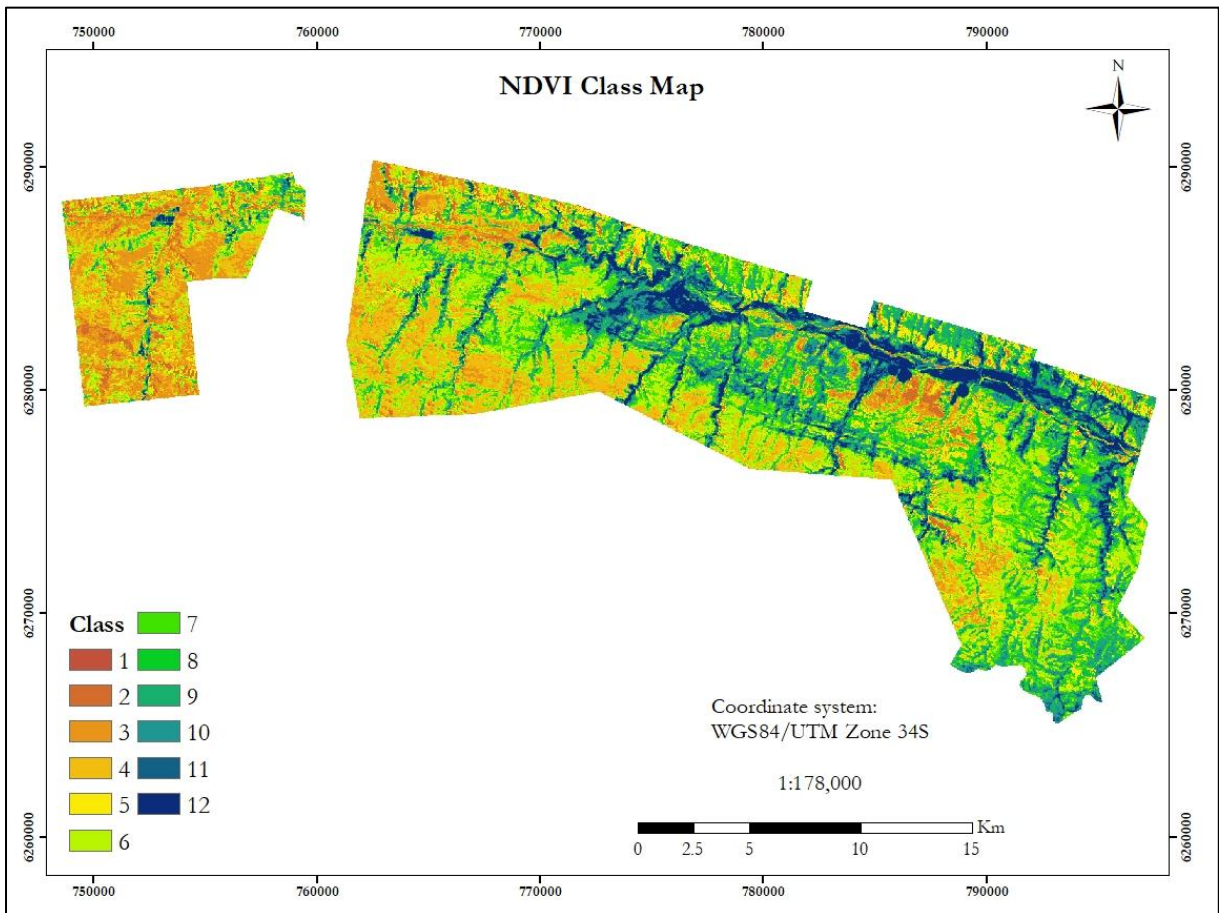 750000 760000 770000 780000 790000
NDVI Class Map
N
6290000 6290000
6280000 6280000
6270000 6270000
Class 7
1 8
2 9
3 10
4 11
5 12
6
Coordinate system:
WGS84/UTM Zone 34S
1:178,000
Km
0 2.5 5 10 15
6260000 6260000
750000 760000 770000 780000 790000